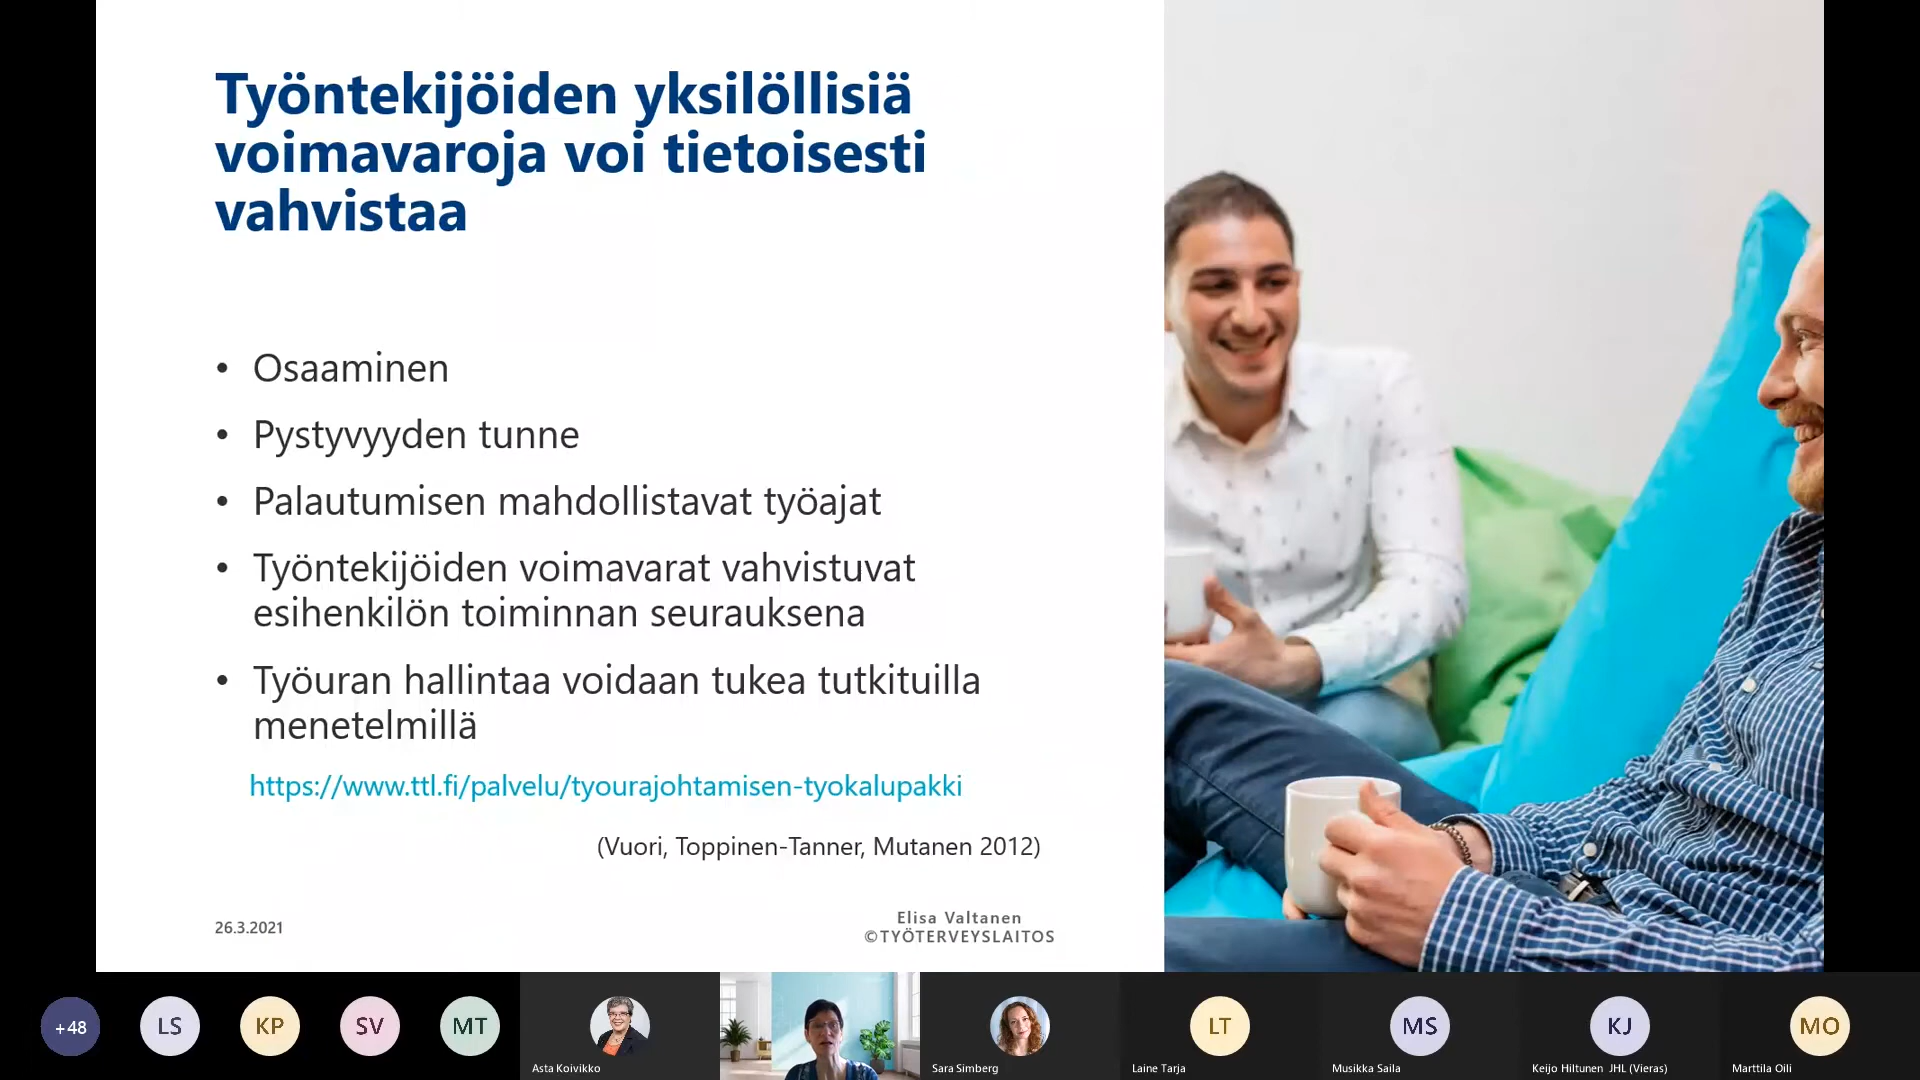 Työntekijöiden yksilöllisiä
voimavaroja voi tietoisesti
vahvistaa
• Osaaminen
• Pystyvyyden tunne
• Palautumisen mahdollistavat työajat
• Työntekijöiden voimavarat vahvistuvat
esihenkilön toiminnan seurauksena
• Työuran hallintaa voidaan tukea tutkituilla
menetelmillä
https://www.ttl.fi/palvelu/tyourajohtamisen-tyokalupakki
(Vuori, Toppinen-Tanner, Mutanen 2012)
26.3.2021
Elisa Valtanen
©TYÖTERVEYSLAITOS
+48
LS
KP
SV
MT
LT
MS
KJ
MO
Asta Koivikko
Sara Simberg
Laine Tarja
Musikka Saila
Keijo Hiltunen JHL (Vieras)
Marttila Oili